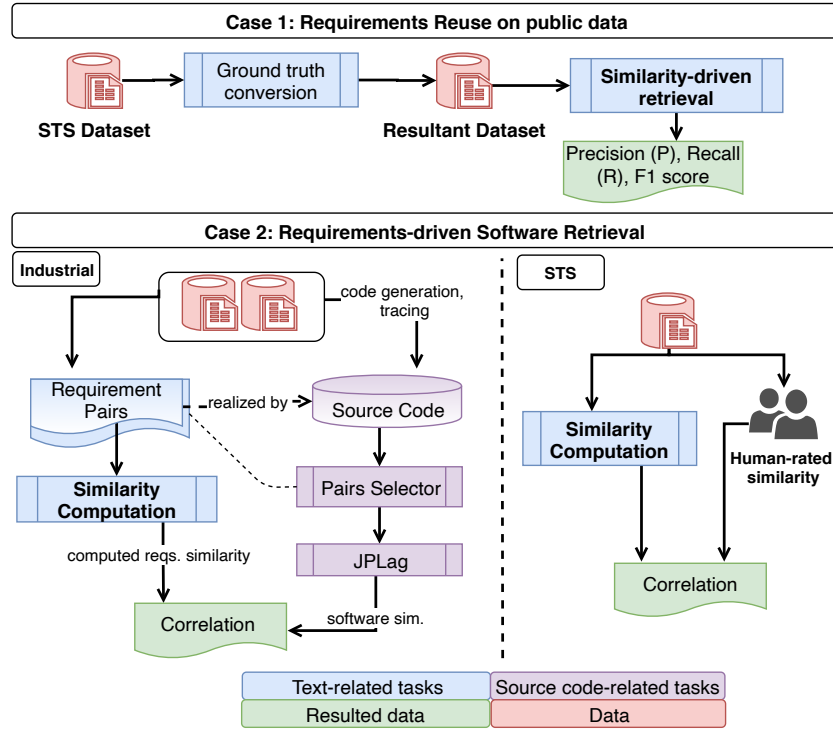 Case 1: Requirements Reuse on public data
Ground truth
conversion
Similarity-driven
retrieval
STS Dataset
Resultant Dataset
Precision (P), Recall
(R), F1 score
Case 2: Requirements-driven Software Retrieval
Industrial
STS
code generation,
tracing
Requirement
Pairs
realized by
Source Code
Similarity
Computation
Human-rated
similarity
Pairs Selector
Similarity
Computation
computed reqs. similarity
JPLag
Correlation
software sim.
Correlation
Text-related tasks
Source code-related tasks
Resulted data
Data